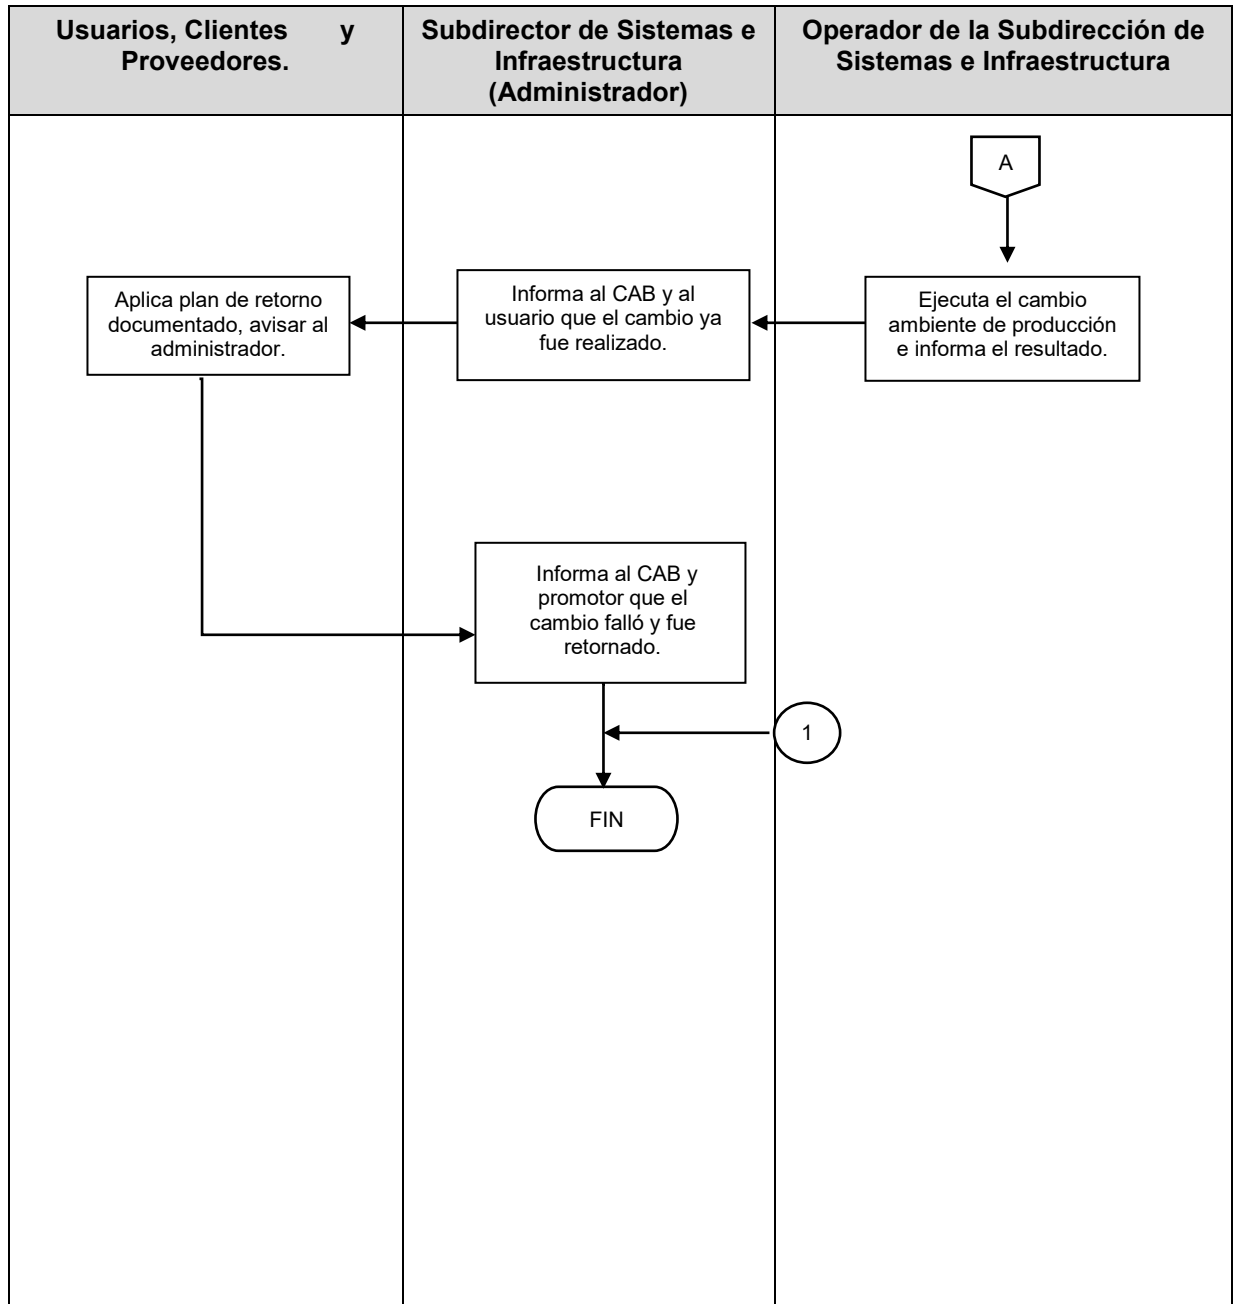 Usuarios, Clientes y
Proveedores.
Subdirector de Sistemas e
Infraestructura
(Administrador)
Operador de la Subdirección de
Sistemas e Infraestructura
A
Aplica plan de retorno
documentado, avisar al
administrador.
Informa al CAB y al
usuario que el cambio ya
fue realizado.
Ejecuta el cambio
ambiente de producción
e informa el resultado.
Informa al CAB y
promotor que el
cambio falló y fue
retornado.
1
FIN